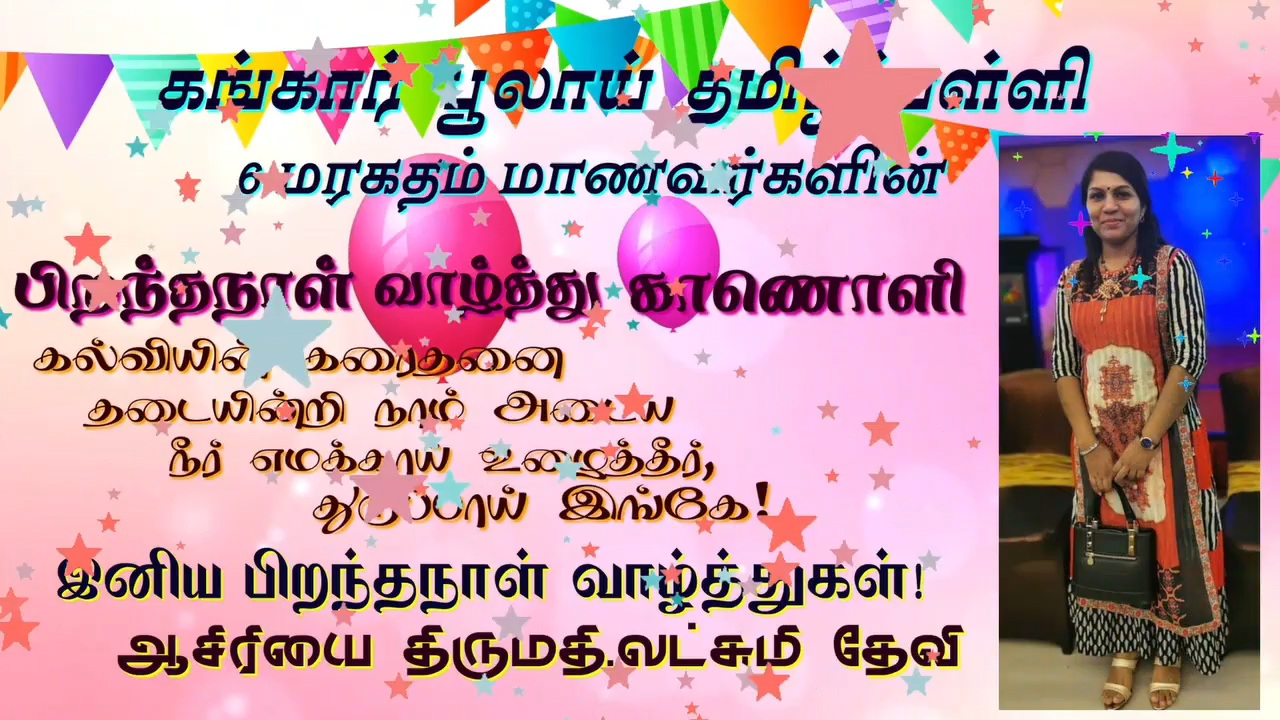 கங்கார் பூலாய் தமிழ்ப்பள்ளி
6 மரகதம் மாணவர்களின்
பிறந்தநாள் வாழ்த்து காணொளி
கல்வியின் கரைதனை
தடையின்றி நாம் அடைய
நீர் எமக்காய் உழைத்தீர்,
இங்கே!
இனிய பிறந்தநாள் வாழ்த்துகள்!
ஆசிரியை திருமதி.லட்சுமி தேவி